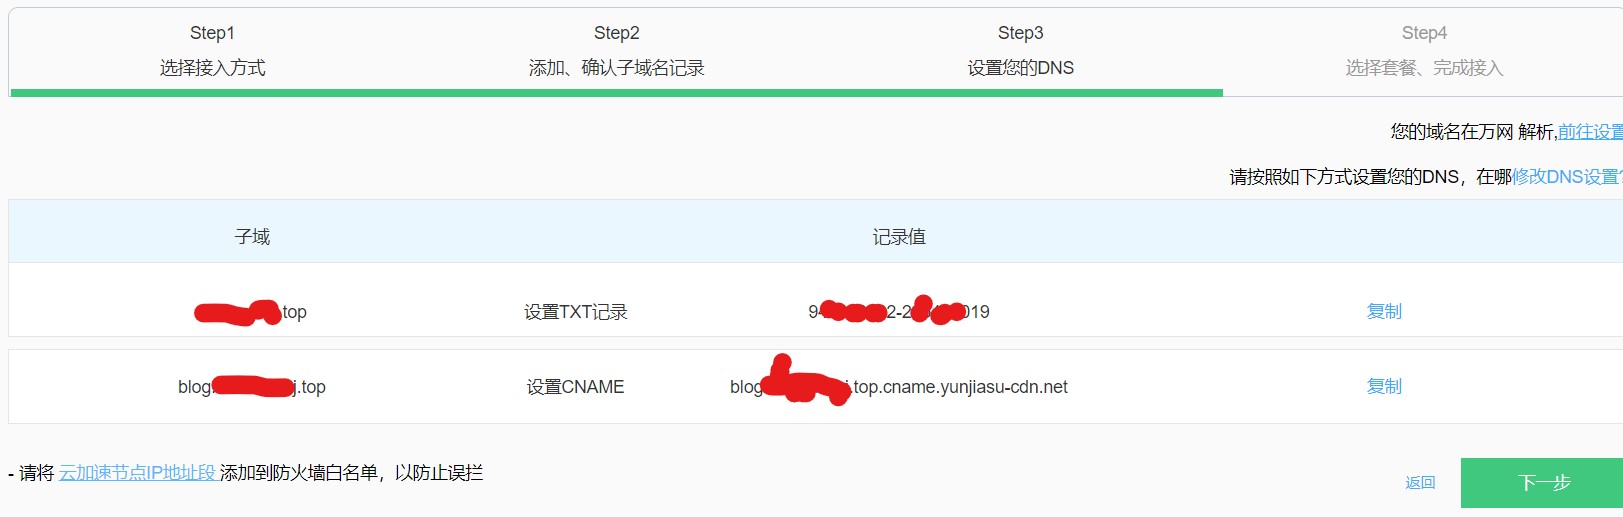 Step1 Step2 Step3 Step4
选择接入方式 添加、确认子域名记录 设置您的DNS 选择套餐、完成接入
您的域名在万网 解析,前往设置
请按照如下方式设置您的DNS，在哪修改DNS设置?
子域 记录值
.top 设置TXT记录 9 2-2 019 复制
blog. j.top 设置CNAME blog .top.cname.yunjiasu-cdn.net 复制
- 请将 云加速节点IP地址段 添加到防火墙白名单，以防止误拦
返回 下一步